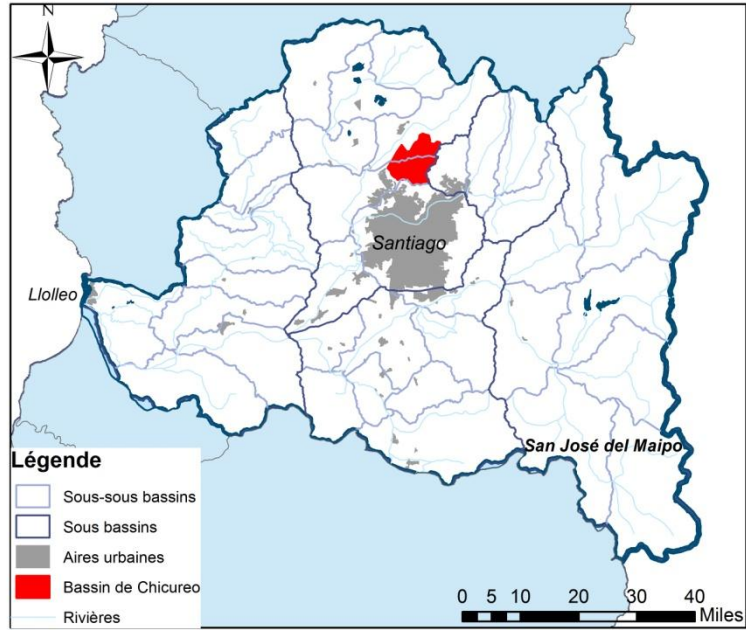 N
Santiago
Llolleo
San José del Maipo
Légende
Sous-sous bassins
Sous bassins
Aires urbaines
Bassin de Chicureo
Rivières
0 5 10 20 30 40
Miles